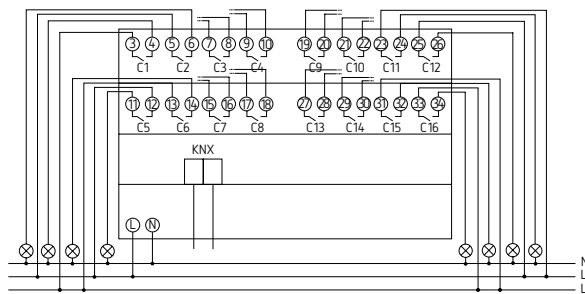 3 4 5 6 7 8 9 10 19 20 21 22 23 24 25 26
C1 C2 C3 C4 C9 C10 C11 C12
11 12 13 14 15 16 17 18 27 28 29 30 31 32 33 34
C5 C6 C7 C8 C13 C14 C15 C16
KNX
L N
N
L
L